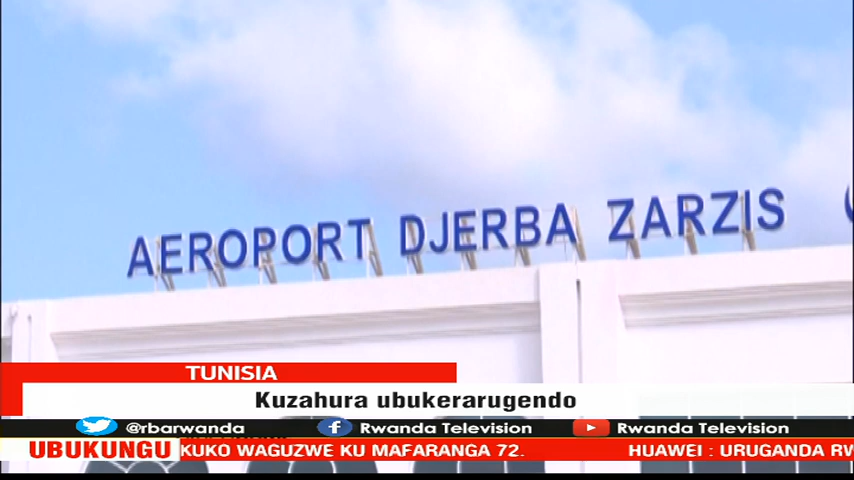 AEROPORT DJERBA ZARZIS
TUNISIA
Kuzahura ubukerarugendo
@rbarwanda Rwanda Television Rwanda Television
UBUKUNGU KUKO WAGUZWE KU MAFARANGA 72. HUAWEI : URUGANDA RW